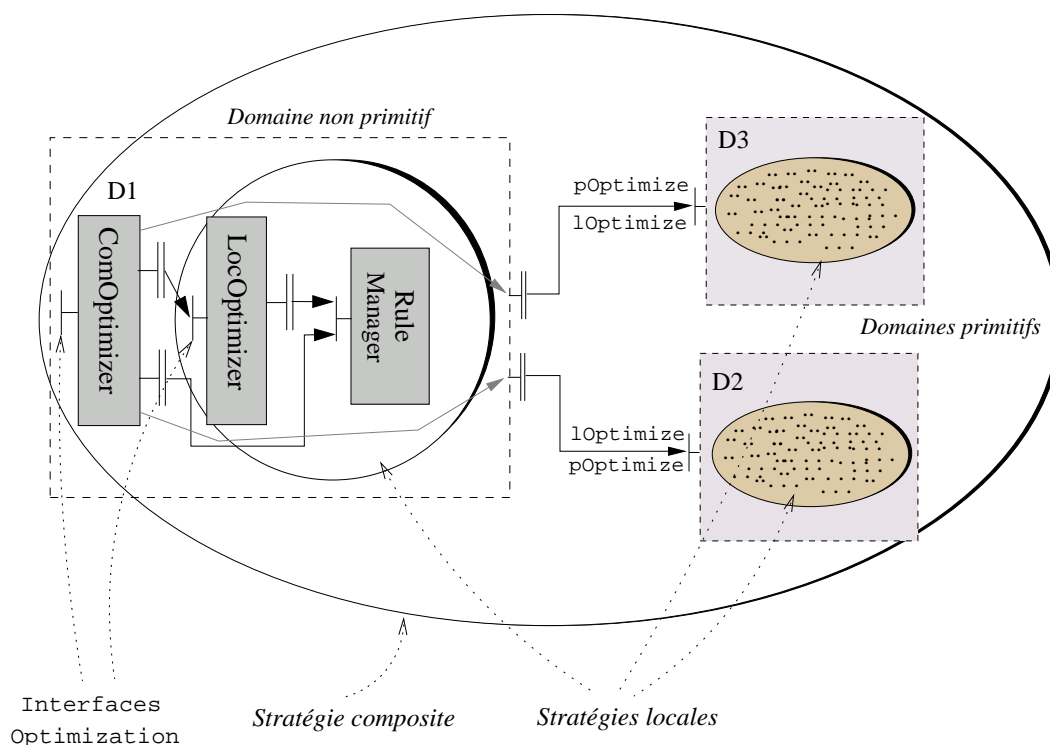 Domaine non primitif
D1
ComOptimizer
LocOptimizer
Rule
Manager
pOptimize
lOptimize
D3
Domaines primitifs
D2
lOptimize
pOptimize
Interfaces
Optimization
Stratégie composite
Stratégies locales